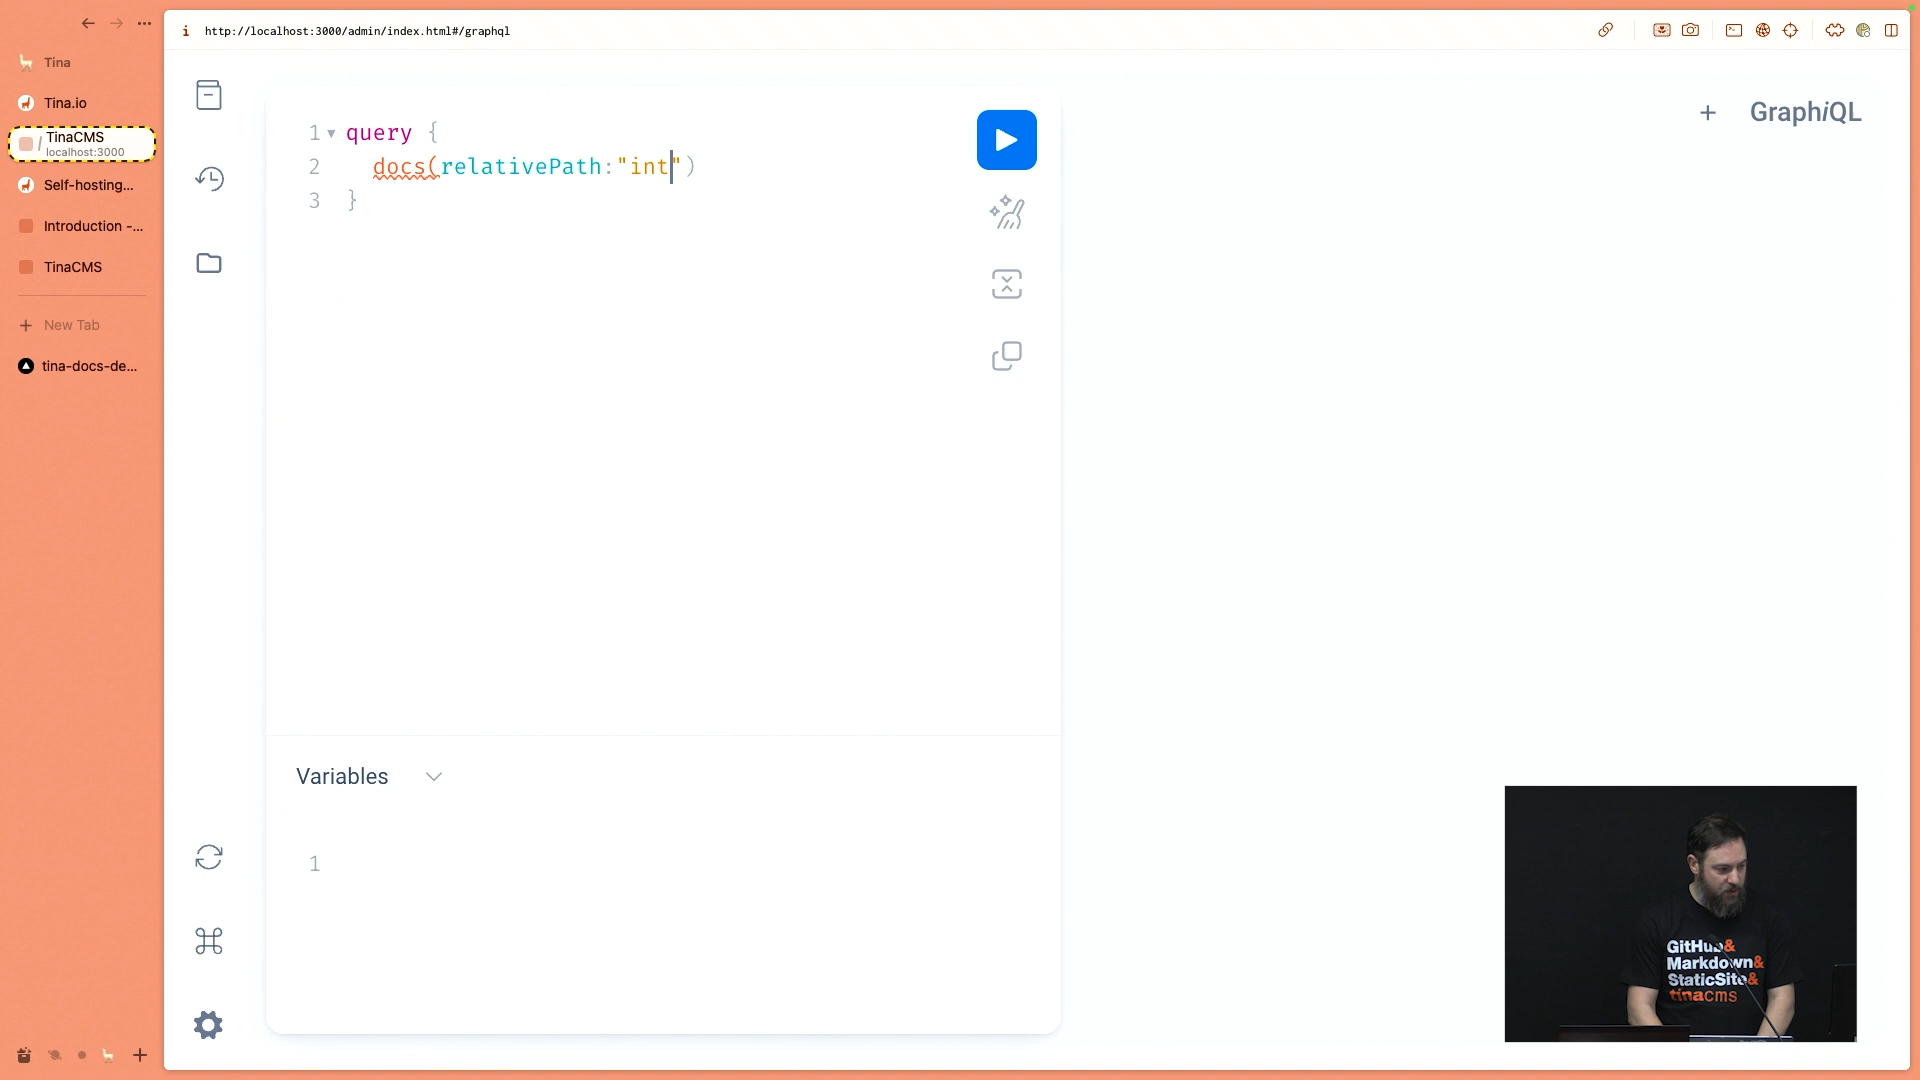 http://localhost:3000/admin/index.html#/graphql
Tina
Tina.io
/ TinaCMS
localhost:3000
Self-hosting...
Introduction -...
TinaCMS
+ New Tab
tina-docs-de...
1 query {
2 docs(relativePath:"int")
3 }
+ GraphiQL
Variables
1
GitHub&
Markdown&
StaticSite&
tinacms